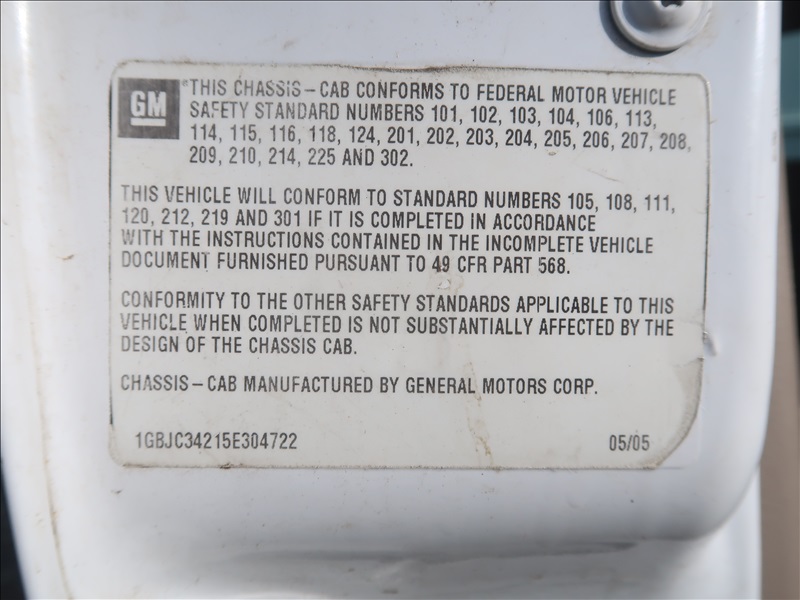 GM
THIS CHASSIS-CAB CONFORMS TO FEDERAL MOTOR VEHICLE
SAFETY STANDARD NUMBERS 101, 102, 103, 104, 106, 113,
114, 115, 116, 118, 124, 201, 202, 203, 204, 205, 206, 207, 208,
209, 210, 214, 225 AND 302.
THIS VEHICLE WILL CONFORM TO STANDARD NUMBERS 105, 108, 111,
120, 212, 219 AND 301 IF IT IS COMPLETED IN ACCORDANCE
WITH THE INSTRUCTIONS CONTAINED IN THE INCOMPLETE VEHICLE
DOCUMENT FURNISHED PURSUANT TO 49 CFR PART 568.
CONFORMITY TO THE OTHER SAFETY STANDARDS APPLICABLE TO THIS
VEHICLE WHEN COMPLETED IS NOT SUBSTANTIALLY AFFECTED BY THE
DESIGN OF THE CHASSIS CAB.
CHASSIS-CAB MANUFACTURED BY GENERAL MOTORS CORP.
1GBJC34215E304722 05/05